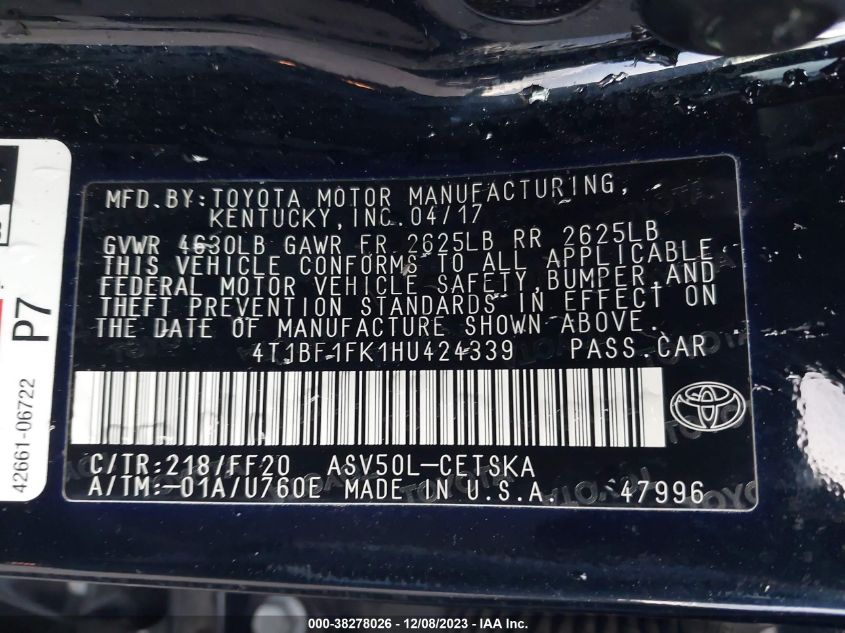 MFD.BY:TOYOTA MOTOR MANUFACTURING,
KENTUCKY,INC.04/17
GVWR 4630LB GAWR FR 2625LB RR 2625LB
THIS VEHICLE CONFORMS TO ALL APPLICABLE
FEDERAL MOTOR VEHICLE SAFETY,BUMPER,AND
THEFT PREVENTION STANDARDS IN EFFECT ON
THE DATE OF MANUFACTURE SHOWN ABOVE.
4T1BF1FK1HU424339 PASS.CAR
C/TR:218/FF20 ASV50L-CETSKA
A/TM:-01A/U760E MADE IN U.S.A. 47996
P7
42661-06722
000-38278026 - 12/08/2023 - IAA Inc.